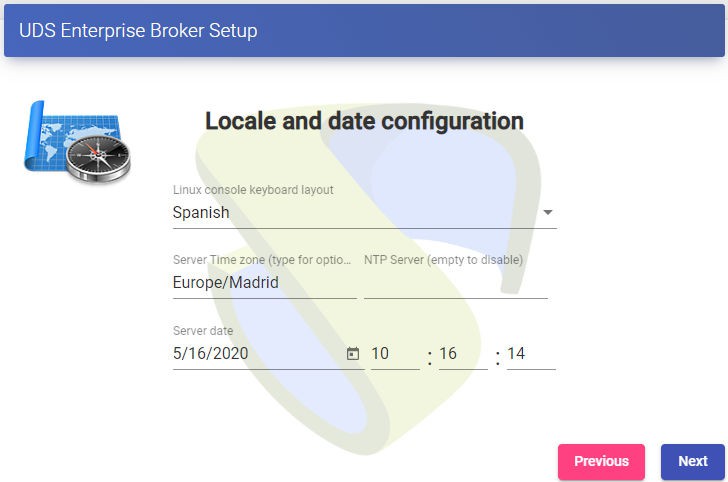 UDS Enterprise Broker Setup
Locale and date configuration
Linux console keyboard layout
Spanish
Server Time zone (type for optio... NTP Server (empty to disable)
Europe/Madrid
Server date
5/16/2020 10 : 16 : 14
Previous Next